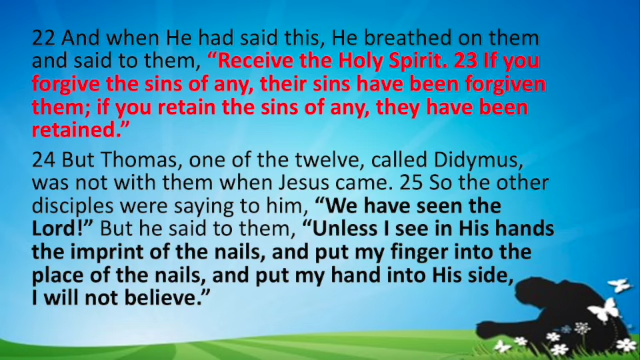 22 And when He had said this, He breathed on them
and said to them, “Receive the Holy Spirit. 23 If you
forgive the sins of any, their sins have been forgiven
them; if you retain the sins of any, they have been
retained.”
24 But Thomas, one of the twelve, called Didymus,
was not with them when Jesus came. 25 So the other
disciples were saying to him, “We have seen the
Lord!” But he said to them, “Unless I see in His hands
the imprint of the nails, and put my finger into the
place of the nails, and put my hand into His side,
I will not believe.”